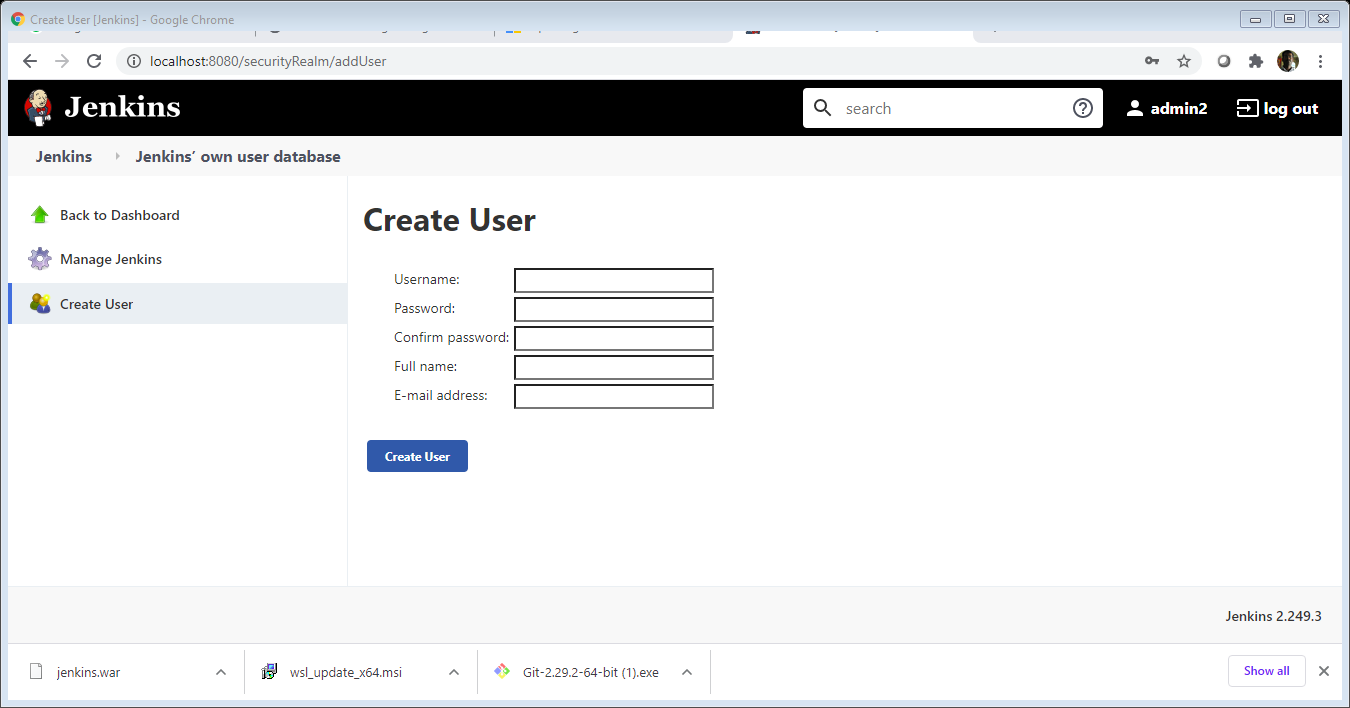 Create User [Jenkins] - Google Chrome
localhost:8080/securityRealm/addUser
Jenkins
search
admin2
log out
Jenkins
Jenkins’ own user database
Back to Dashboard
Manage Jenkins
Create User
Create User
Username:
Password:
Confirm password:
Full name:
E-mail address:
Create User
Jenkins 2.249.3
jenkins.war
wsl_update_x64.msi
Git-2.29.2-64-bit (1).exe
Show all